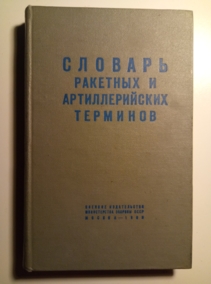 СЛОВАРЬ
РАКЕТНЫХ И
АРТИЛЛЕРИЙСКИХ
ТЕРМИНОВ
ВОЕННОЕ ИЗДАТЕЛЬСТВО
МИНИСТЕРСТВА ОБОРОНЫ СССР
МОСКВА